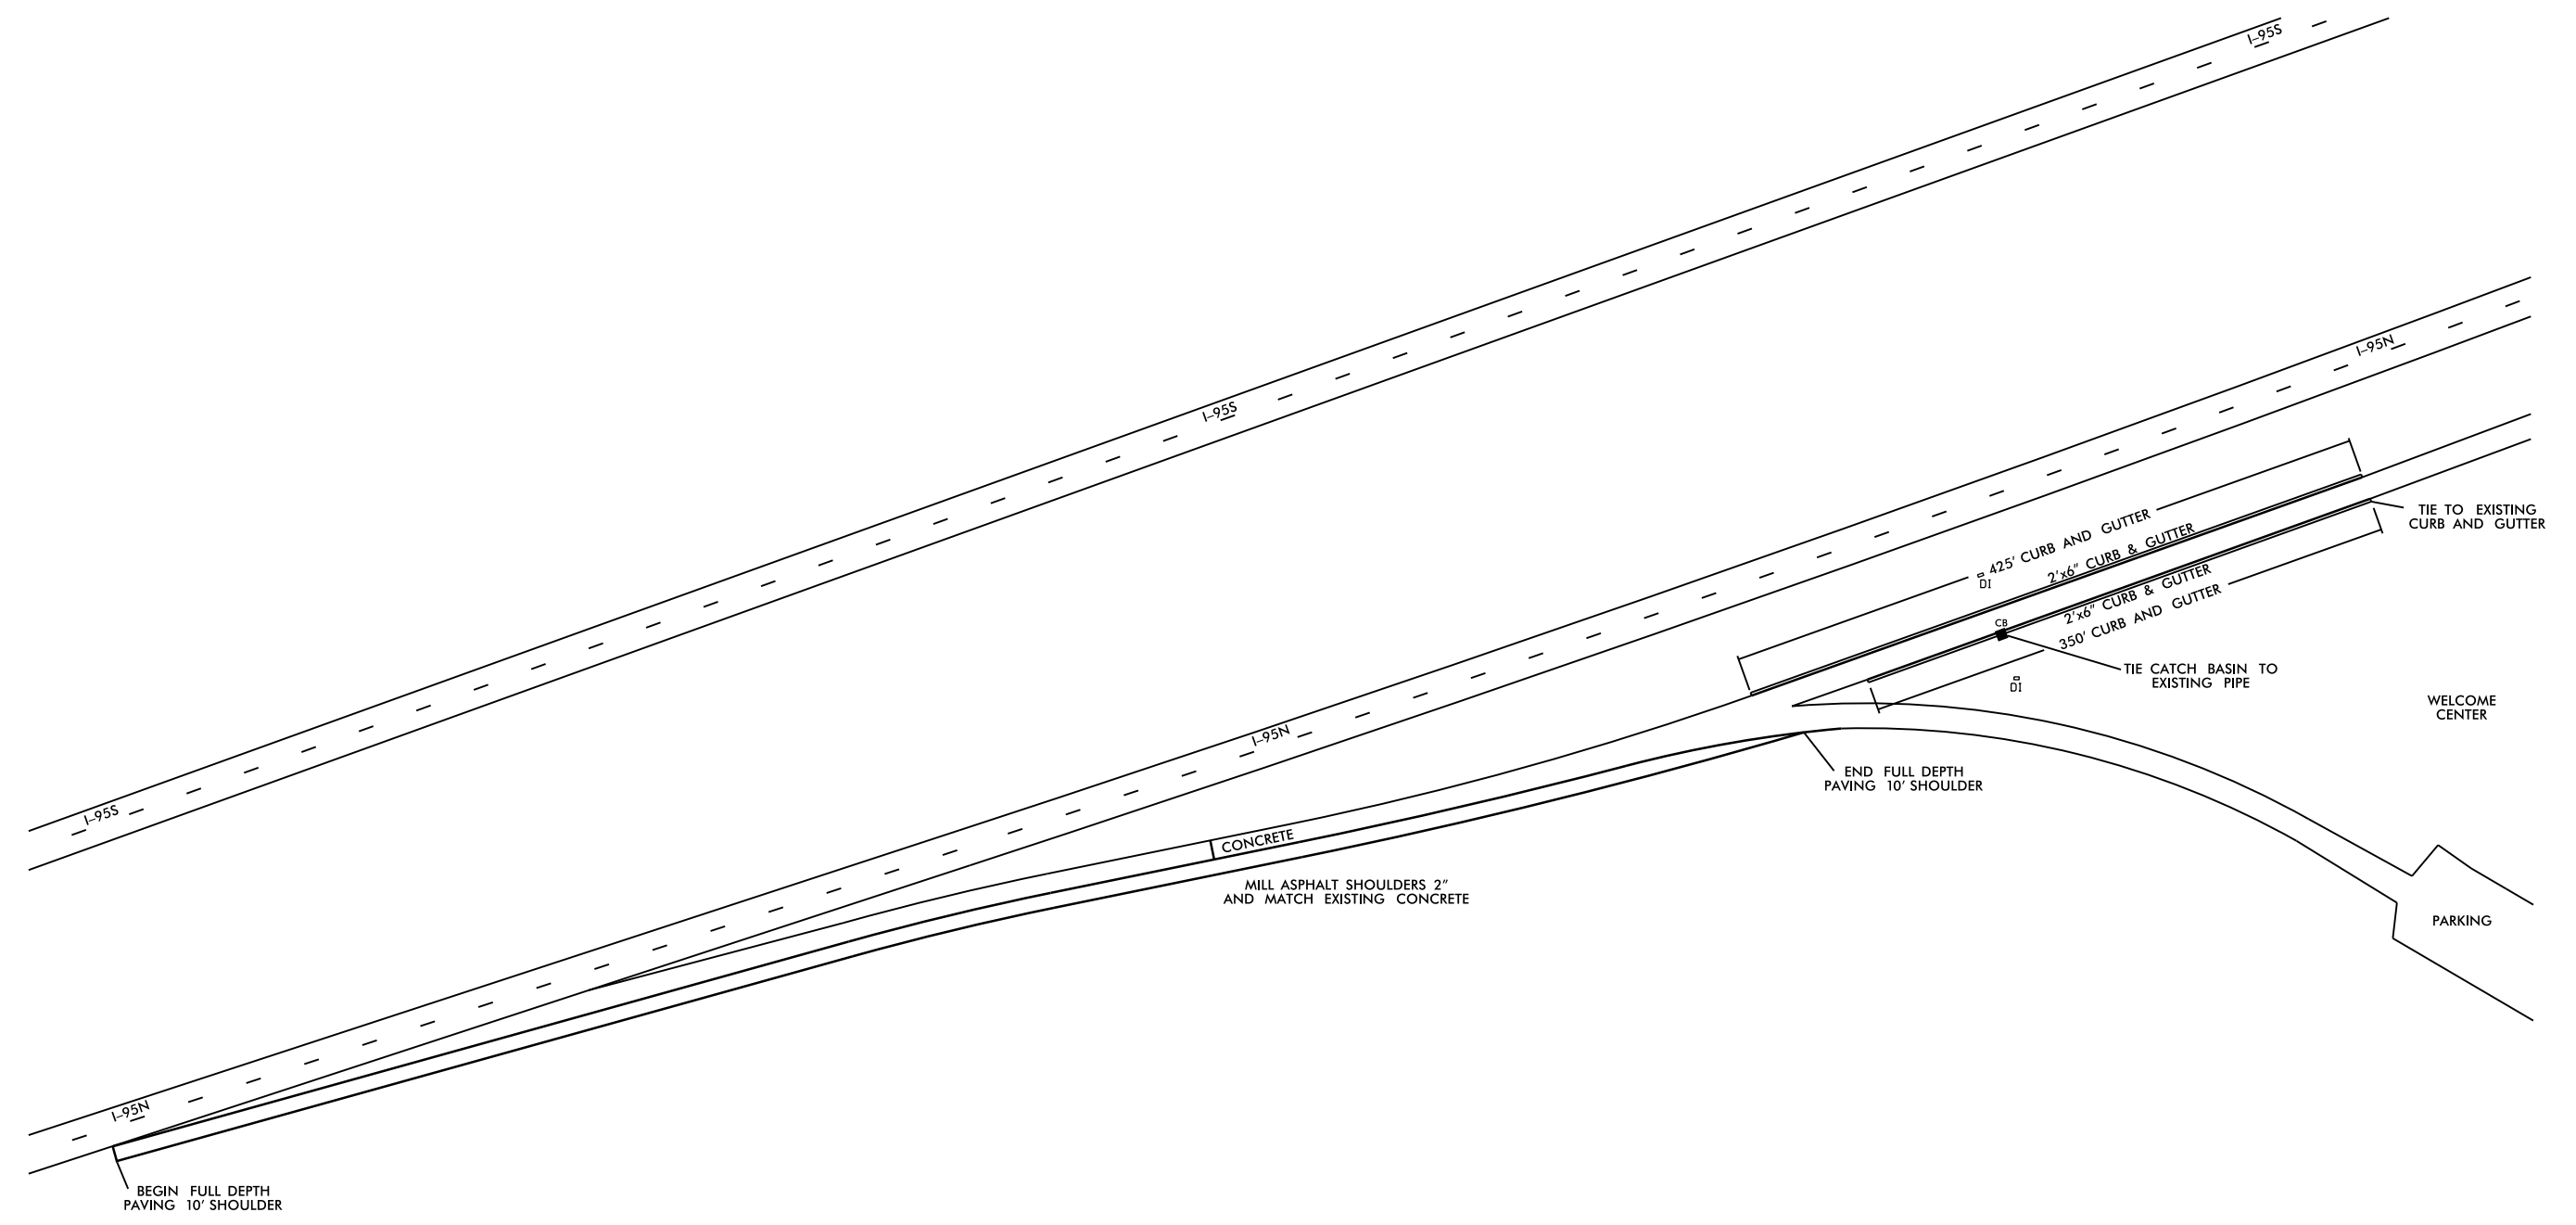 I-95S
I-95S
I-95N
425' CURB AND GUTTER
DI
2'x6" CURB & GUTTER
TIE TO EXISTING
CURB AND GUTTER
2'x6" CURB & GUTTER
350' CURB AND GUTTER
CB
TIE CATCH BASIN TO
EXISTING PIPE
DI
WELCOME
CENTER
I-95N
END FULL DEPTH
PAVING 10' SHOULDER
I-95S
CONCRETE
MILL ASPHALT SHOULDERS 2"
AND MATCH EXISTING CONCRETE
PARKING
I-95N
BEGIN FULL DEPTH
PAVING 10' SHOULDER